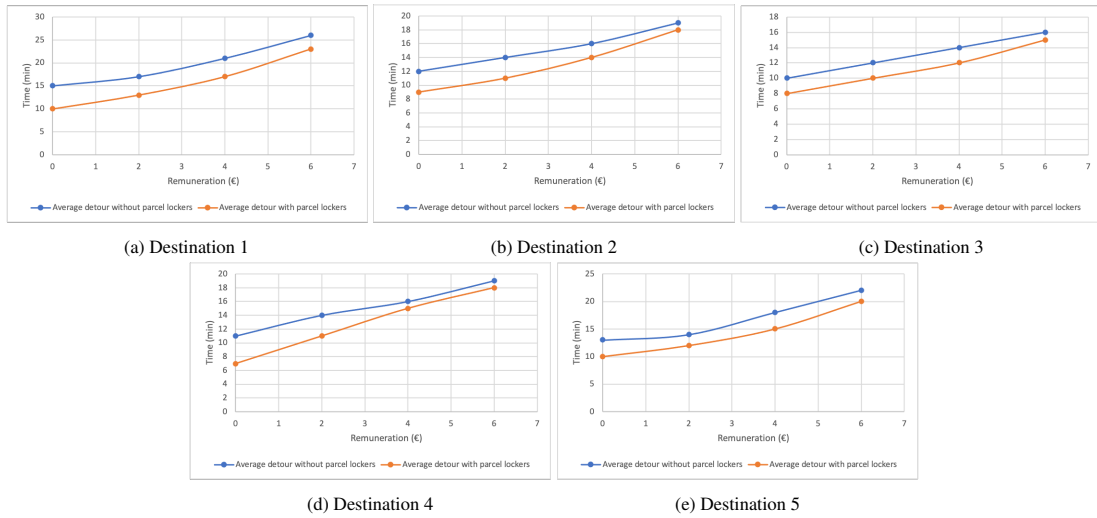 30
25
20
15
10
5
0
0 1 2 3 4 5 6 7
Time (min)
Remuneration (€)
Average detour without parcel lockers Average detour with parcel lockers
(a) Destination 1
20
18
16
14
12
10
8
6
4
2
0
0 1 2 3 4 5 6 7
Time (min)
Remuneration (€)
Average detour without parcel lockers Average detour with parcel lockers
(b) Destination 2
18
16
14
12
10
8
6
4
2
0
0 1 2 3 4 5 6 7
Time (min)
Remuneration (€)
Average detour without parcel lockers Average detour with parcel lockers
(c) Destination 3
20
18
16
14
12
10
8
6
4
2
0
0 1 2 3 4 5 6 7
Time (min)
Remuneration (€)
Average detour without parcel lockers Average detour with parcel lockers
(d) Destination 4
25
20
15
10
5
0
0 1 2 3 4 5 6 7
Time (min)
Remuneration (€)
Average detour without parcel lockers Average detour with parcel lockers
(e) Destination 5